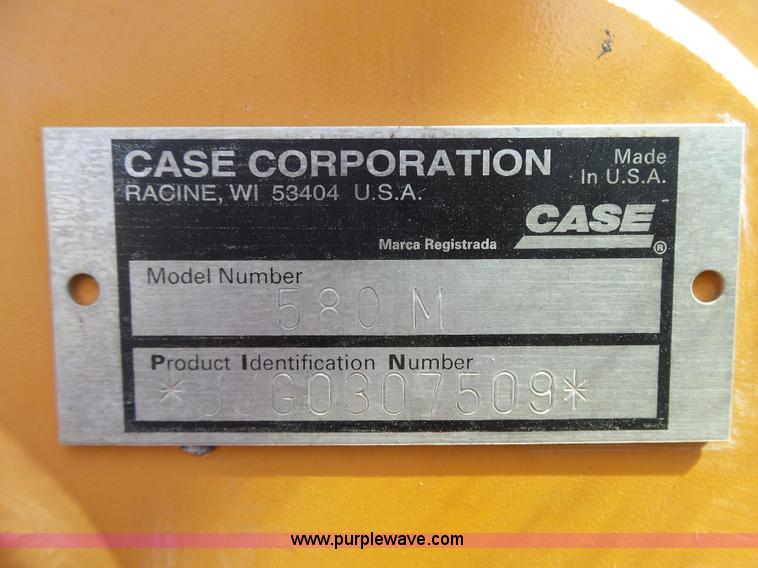 CASE CORPORATION
RACINE, WI 53404 U.S.A.
Made
In U.S.A.
CASE
Marca Registrada ®
Model Number
580 M
Product Identification Number
*JJG0307509*
www.purplewave.com